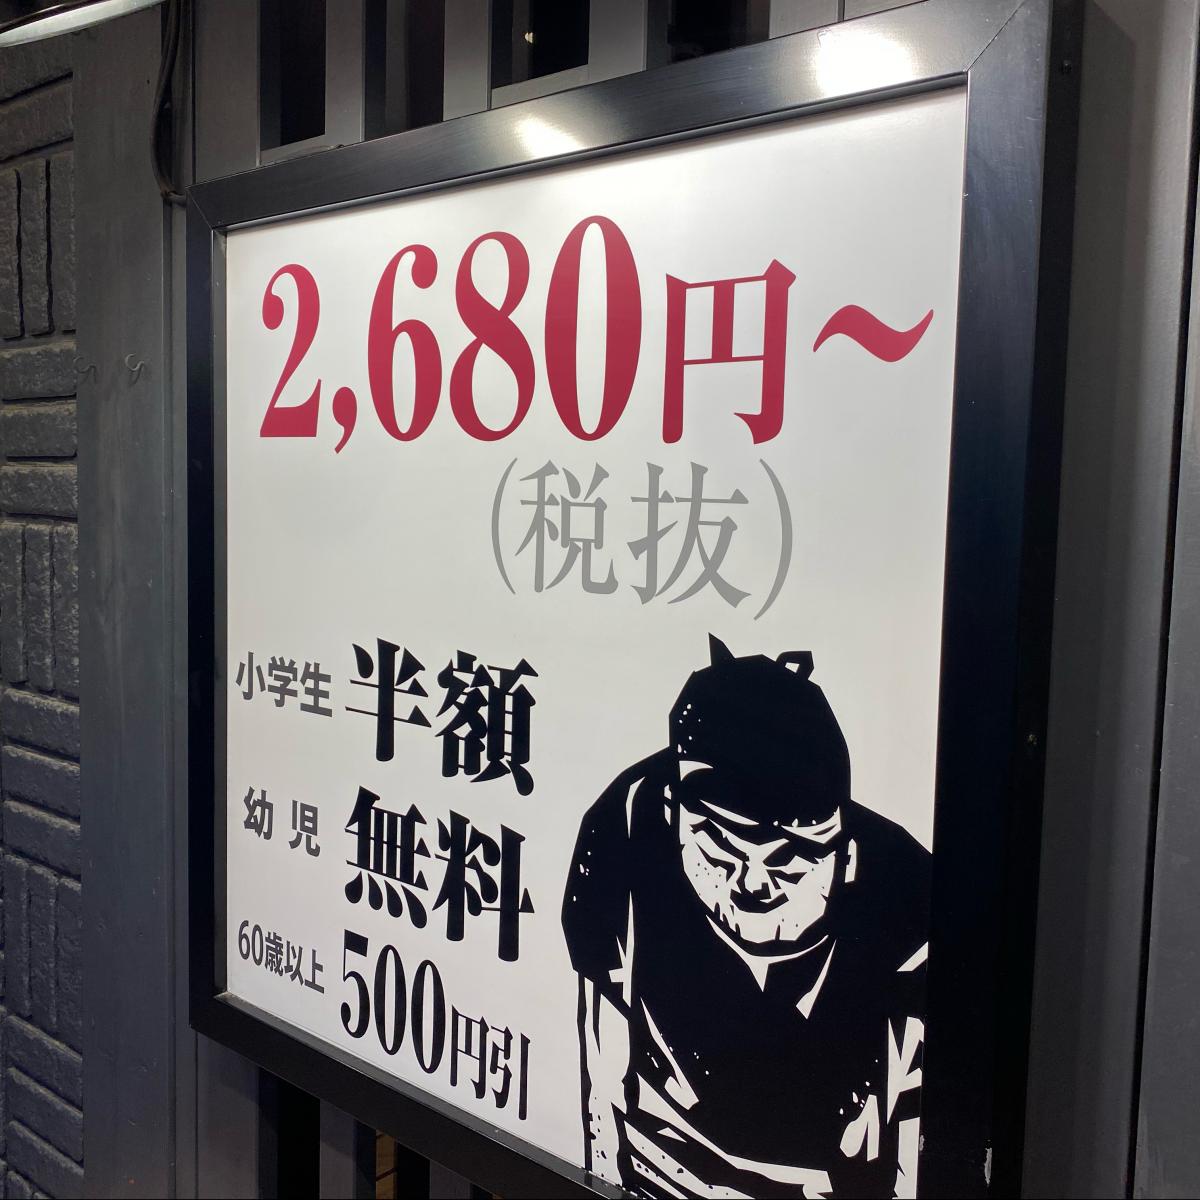 2,680円～
(税抜)
小学生 半額
幼児 無料
60歳以上 500円引